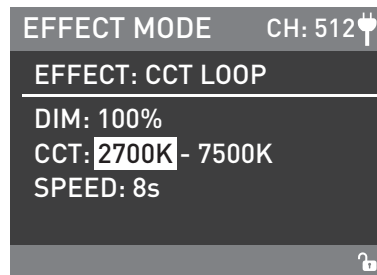 EFFECT MODE CH: 512
EFFECT: CCT LOOP
DIM: 100%
CCT: 2700K - 7500K
SPEED: 8s